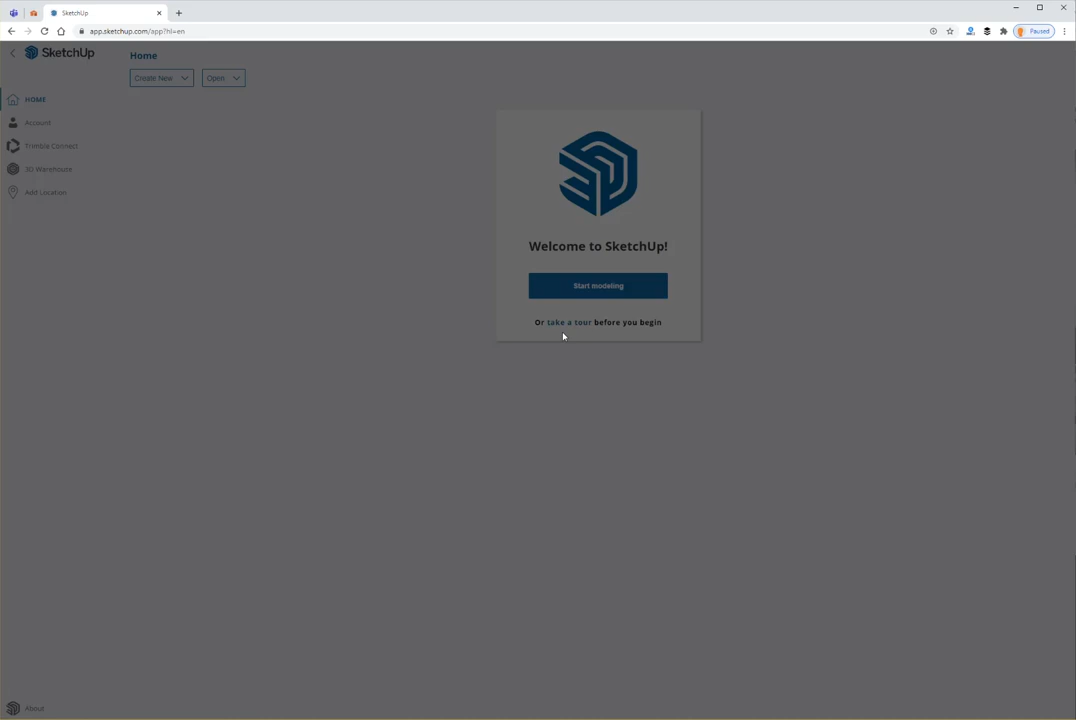 SketchUp
app.sketchup.com/app?hl=en
Paused
SketchUp
Home
Create New
Open
HOME
Account
Trimble Connect
3D Warehouse
Add Location
Welcome to SketchUp!
Start modeling
Or take a tour before you begin
About